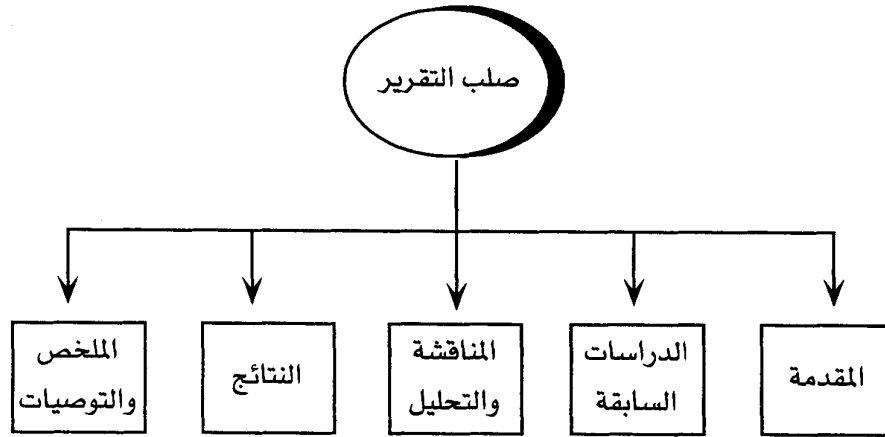 صلب التقرير
المقدمة
الدراسات
السابقة
المناقشة
والتحليل
النتائج
الملخص
والتوصيات